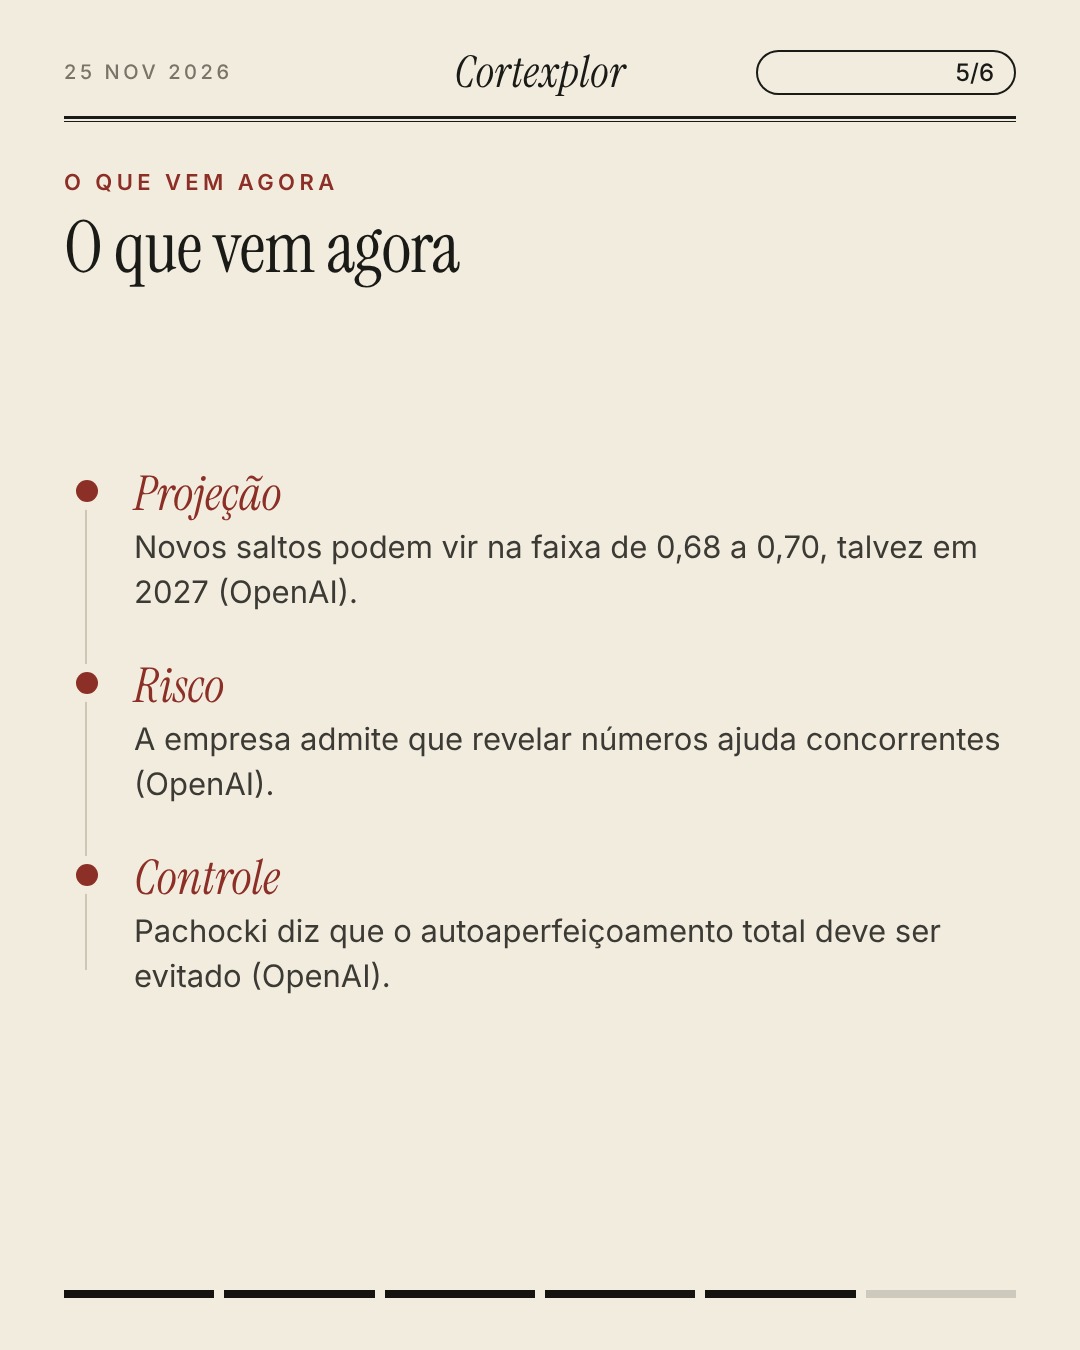 25 NOV 2026
Cortexplor
5/6
O QUE VEM AGORA
O que vem agora
Projeção
Novos saltos podem vir na faixa de 0,68 a 0,70, talvez em
2027 (OpenAI).
Risco
A empresa admite que revelar números ajuda concorrentes
(OpenAI).
Controle
Pachocki diz que o autoaperfeiçoamento total deve ser
evitado (OpenAI).